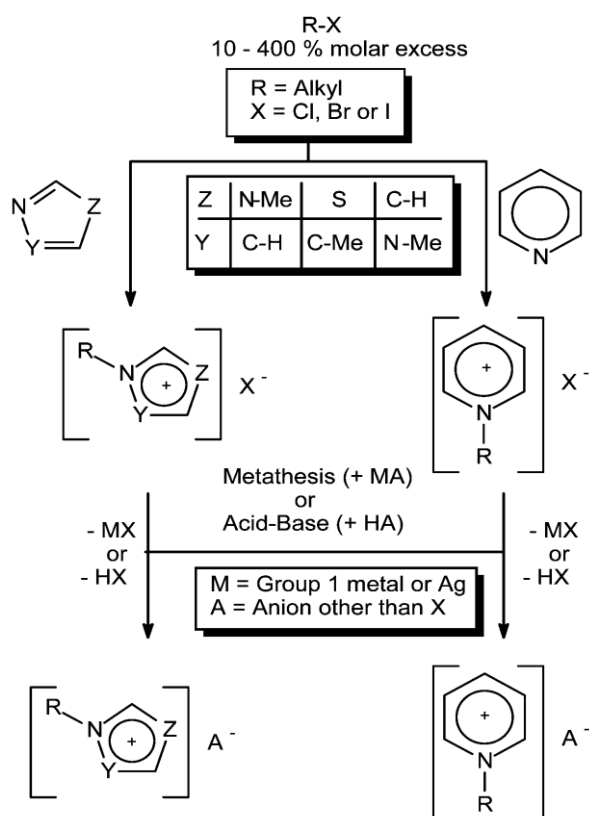 R-X
10 - 400 % molar excess
R = Alkyl
X = Cl, Br or I
Z N-Me S C-H
Y C-H C-Me N-Me
N
Z
Y
N
R
N
Z
+
Y
X -
+
N
R
X -
Metathesis (+ MA)
or
Acid-Base (+ HA)
- MX
or
- HX
- MX
or
- HX
M = Group 1 metal or Ag
A = Anion other than X
R
N
Z
+
Y
A -
+
N
R
A -